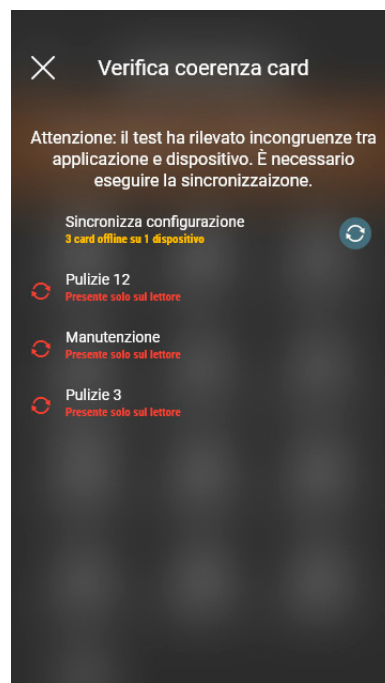 Verifica coerenza card
Attenzione: il test ha rilevato incongruenze tra
applicazione e dispositivo. È necessario
eseguire la sincronizzaizone.
Sincronizza configurazione
3 card offline su 1 dispositivo
Pulizie 12
Presente solo sul lettore
Manutenzione
Presente solo sul lettore
Pulizie 3
Presente solo sul lettore